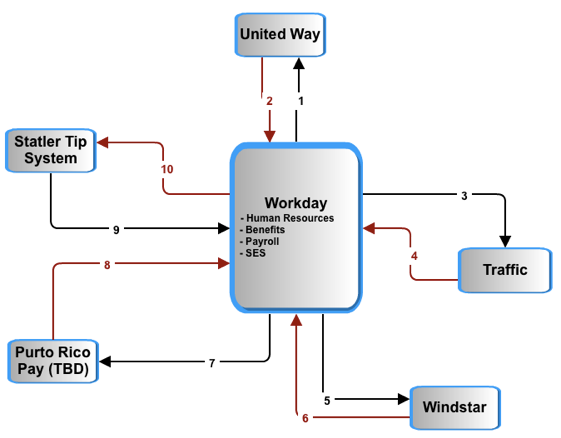 United Way
2
1
Statler Tip
System
10
Workday
- Human Resources
- Benefits
- Payroll
- SES
3
9
4
Traffic
8
Purto Rico
Pay (TBD)
7
5
6
Windstar